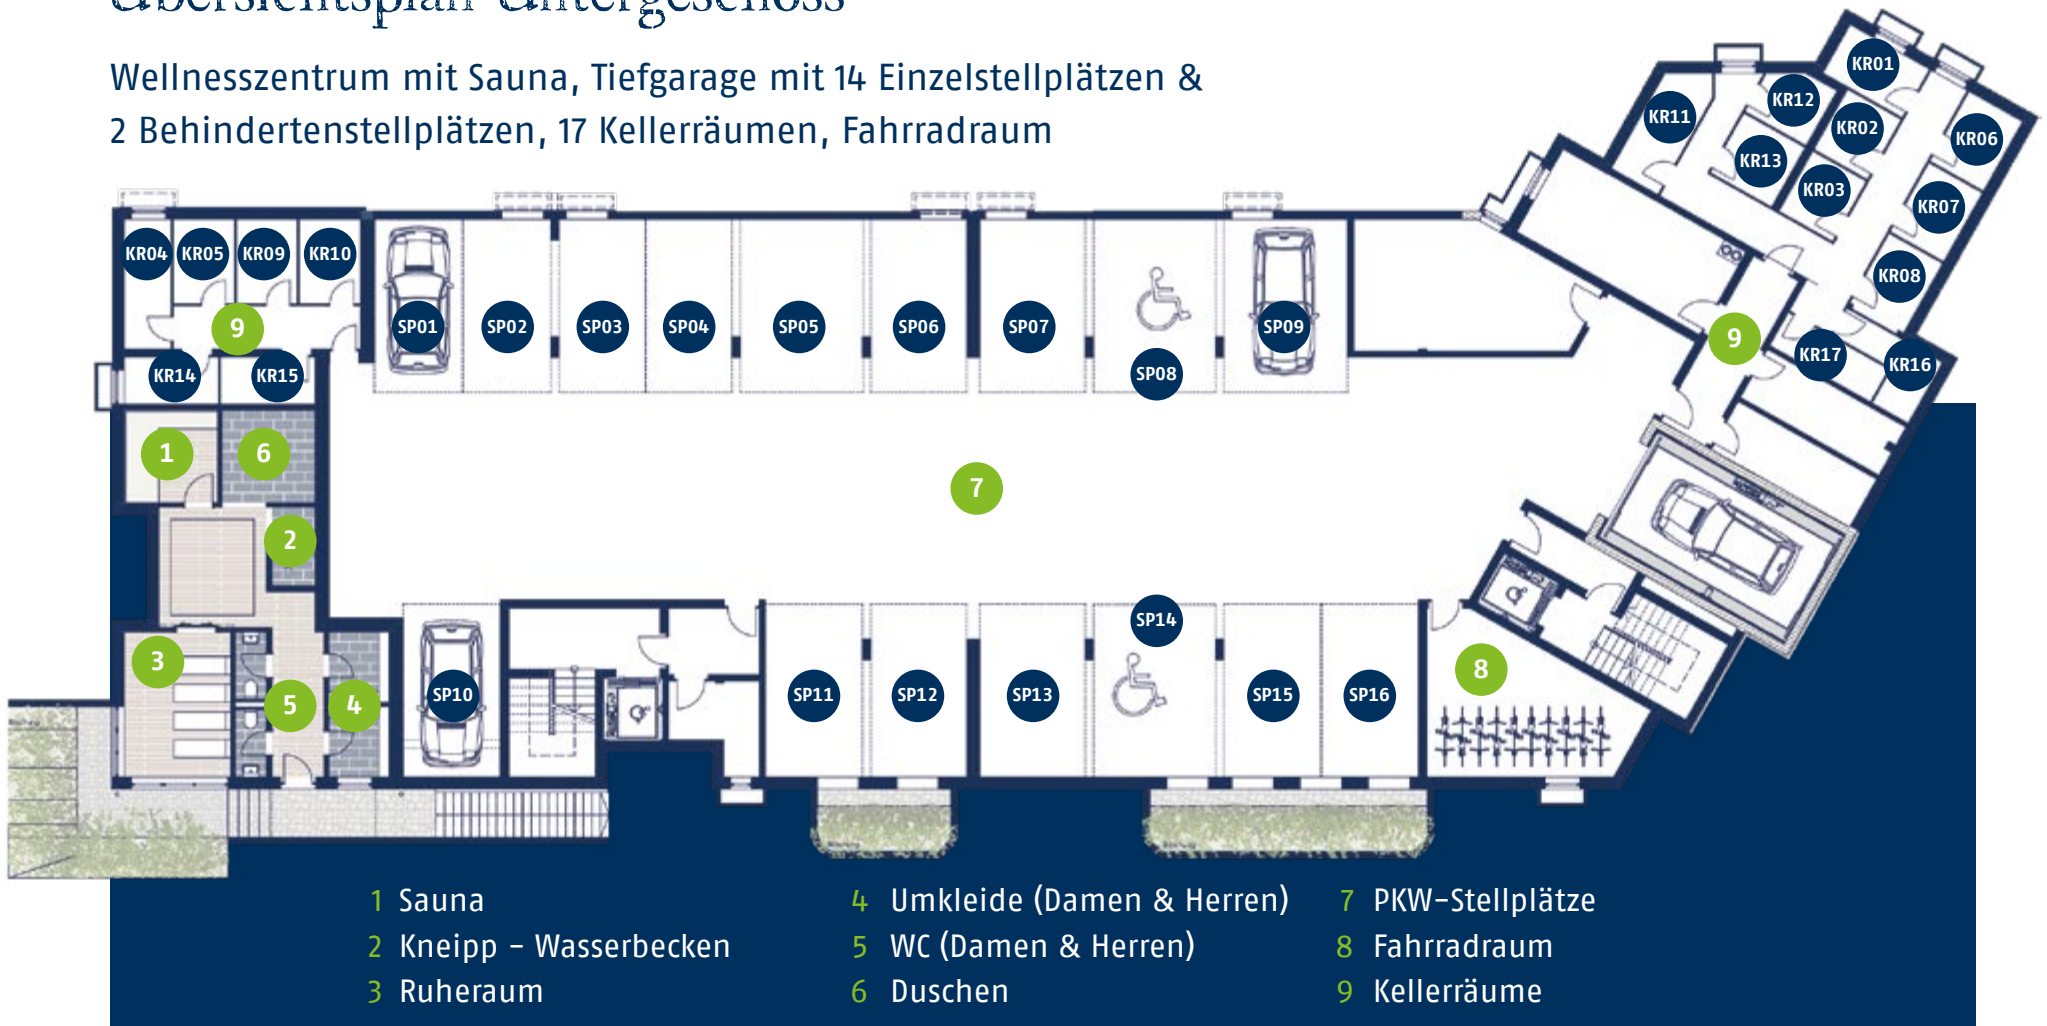 Übersichtsplan Untergeschoss
Wellnesszentrum mit Sauna, Tiefgarage mit 14 Einzelstellplätzen &
2 Behindertenstellplätzen, 17 Kellerräumen, Fahrradraum
KR01
KR11 KR12 KR02 KR06
KR13 KR03 KR07
KR04 KR05 KR09 KR10 KR08
9 SP01 SP02 SP03 SP04 SP05 SP06 SP07 SP09 9
KR14 KR15 SP08 KR17 KR16
1 6 7
2
3 SP14 8
5 4 SP10 SP11 SP12 SP13 SP15 SP16
1 Sauna
2 Kneipp - Wasserbecken
3 Ruheraum
4 Umkleide (Damen & Herren)
5 WC (Damen & Herren)
6 Duschen
7 PKW-Stellplätze
8 Fahrradraum
9 Kellerräume